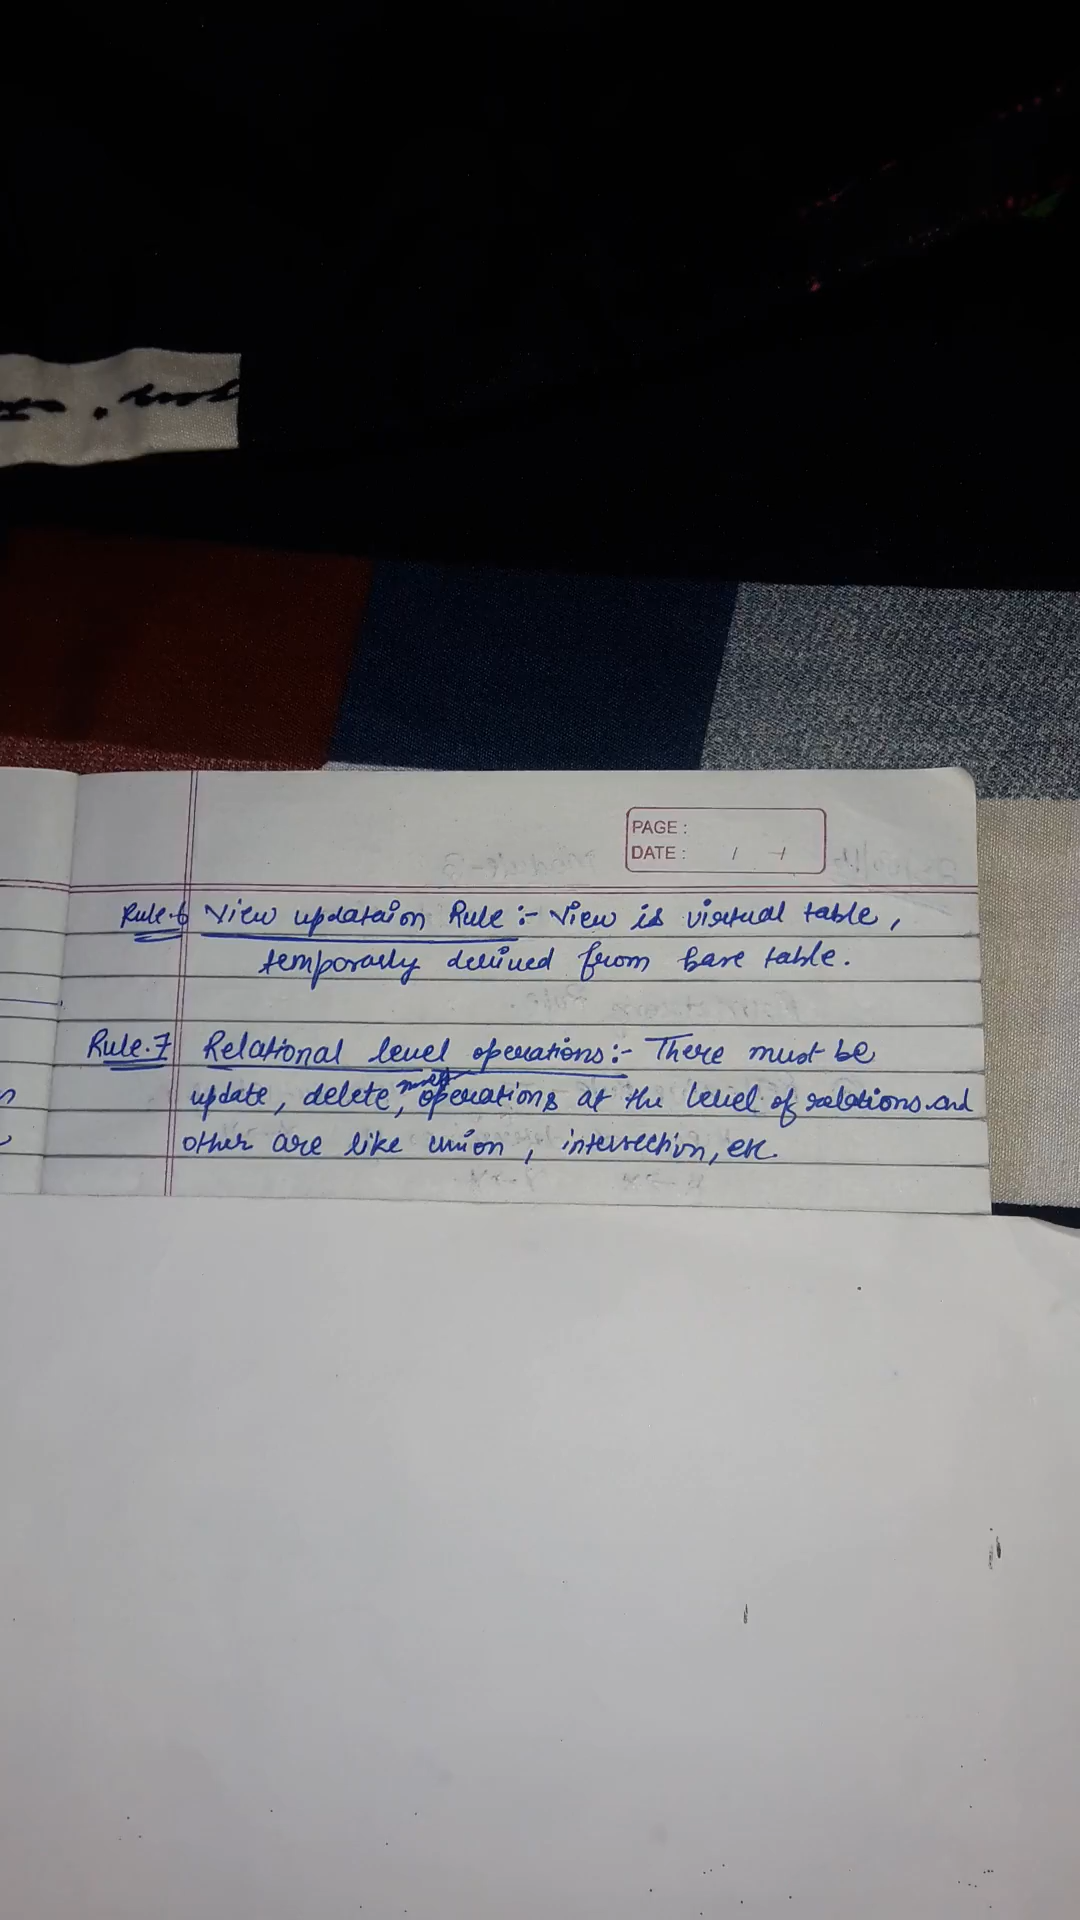 PAGE :
DATE : / /
Rule.6 View updataion Rule :- View is virtual table ,
temporarly derived from base table .
Rule.7 Relational level operations :- There must be
update , delete , operations at the level of relations and
other are like union , intersection , etc.